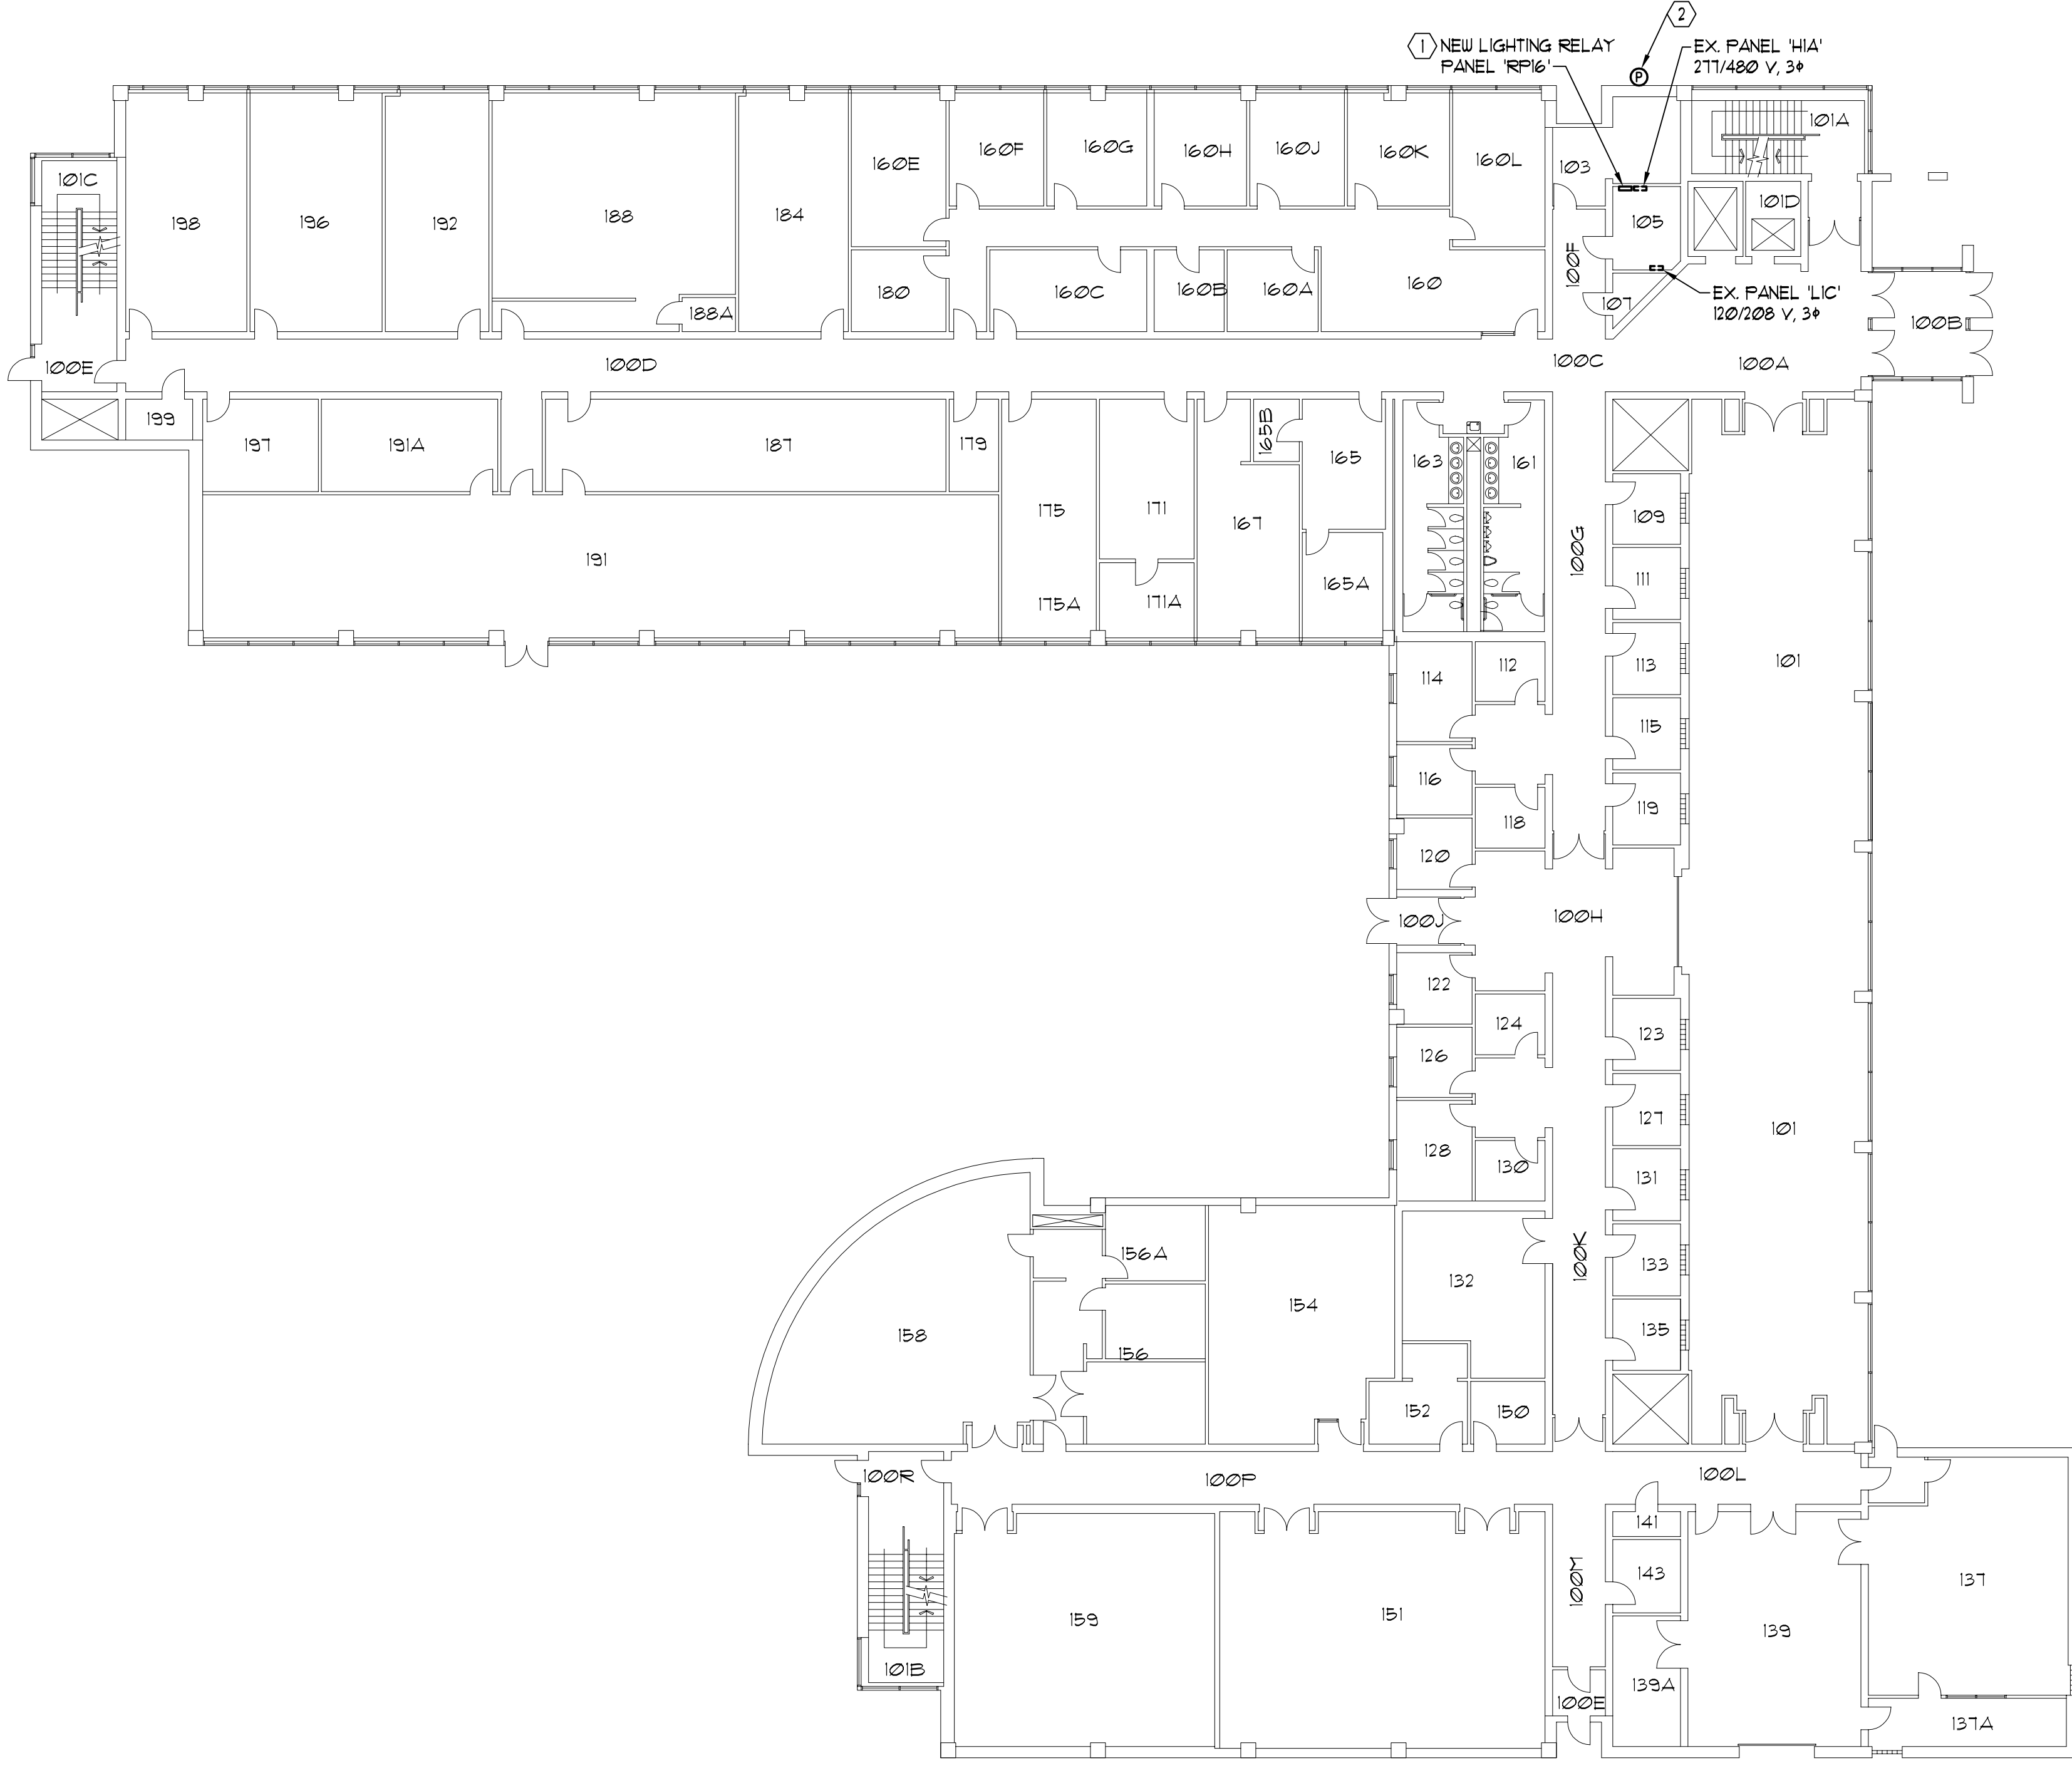 2
1 NEW LIGHTING RELAY
PANEL 'RP16'
EX. PANEL 'H1A'
277/480 V, 3ϕ
P
101A
101C
198
196
192
188
184
160E
160F
160G
160H
160J
160K
160L
103
105
101D
100F
180
160C
160B
160A
160
107
188A
EX. PANEL 'L1C'
120/208 V, 3ϕ
100B
100E
100D
100C
100A
199
197
191A
187
179
165B
165
163
161
175
171
167
109
100G
191
175A
171A
165A
111
114
112
113
101
115
116
119
118
120
100J
100H
122
124
123
126
127
101
128
130
131
156A
100K
133
132
154
158
135
156
152
150
100R
100P
100L
141
143
100M
137
159
151
139
101B
139A
100E
137A